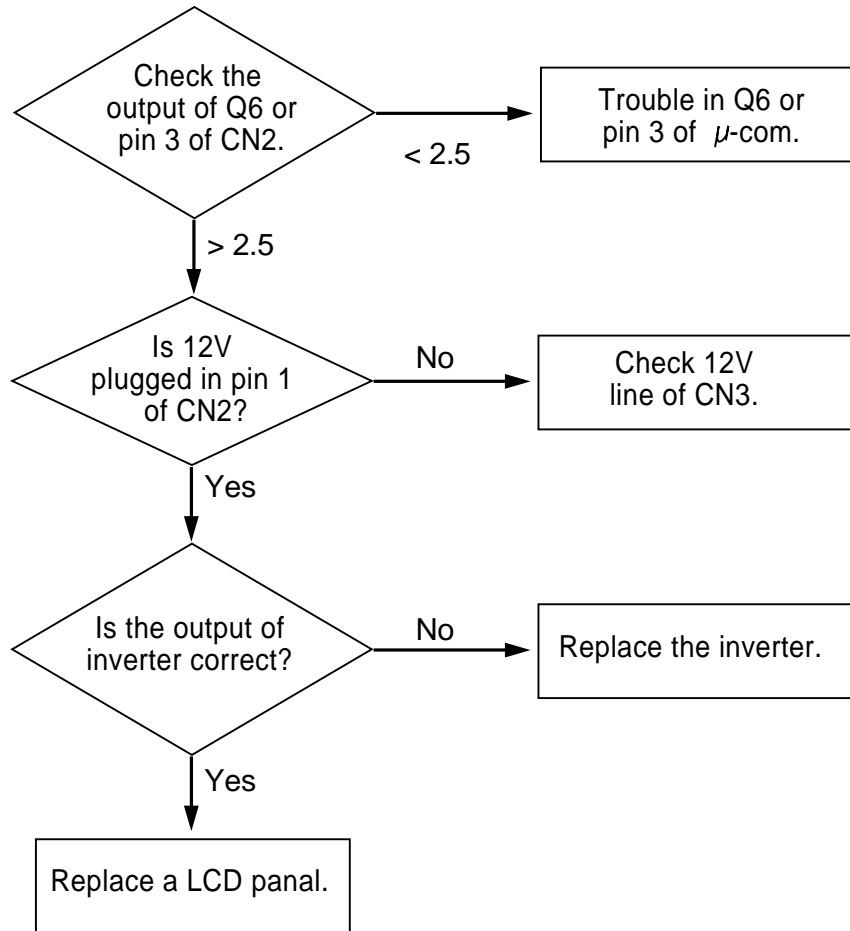 Check the
output of Q6 or
pin 3 of CN2.
< 2.5
Trouble in Q6 or
pin 3 of μ-com.
> 2.5
Is 12V
plugged in pin 1
of CN2?
No
Check 12V
line of CN3.
Yes
Is the output of
inverter correct?
No
Replace the inverter.
Yes
Replace a LCD panal.